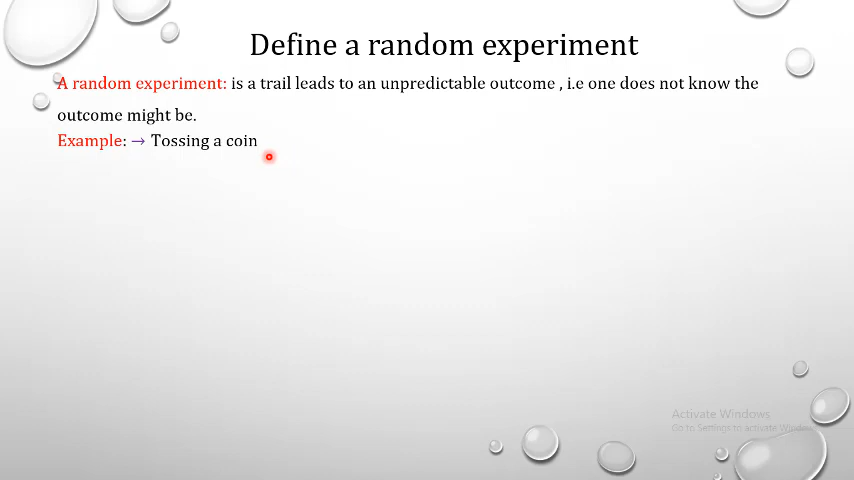 Define a random experiment
A random experiment: is a trail leads to an unpredictable outcome , i.e one does not know the
outcome might be.
Example: → Tossing a coin
Activate Windows
Go to Settings to activate Windows